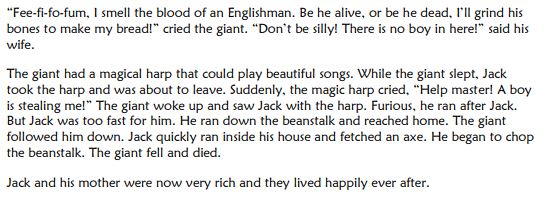 “Fee-fi-fo-fum, I smell the blood of an Englishman. Be he alive, or be he dead, I’ll grind his
bones to make my bread!” cried the giant. “Don’t be silly! There is no boy in here!” said his
wife.
The giant had a magical harp that could play beautiful songs. While the giant slept, Jack
took the harp and was about to leave. Suddenly, the magic harp cried, “Help master! A boy
is stealing me!” The giant woke up and saw Jack with the harp. Furious, he ran after Jack.
But Jack was too fast for him. He ran down the beanstalk and reached home. The giant
followed him down. Jack quickly ran inside his house and fetched an axe. He began to chop
the beanstalk. The giant fell and died.
Jack and his mother were now very rich and they lived happily ever after.